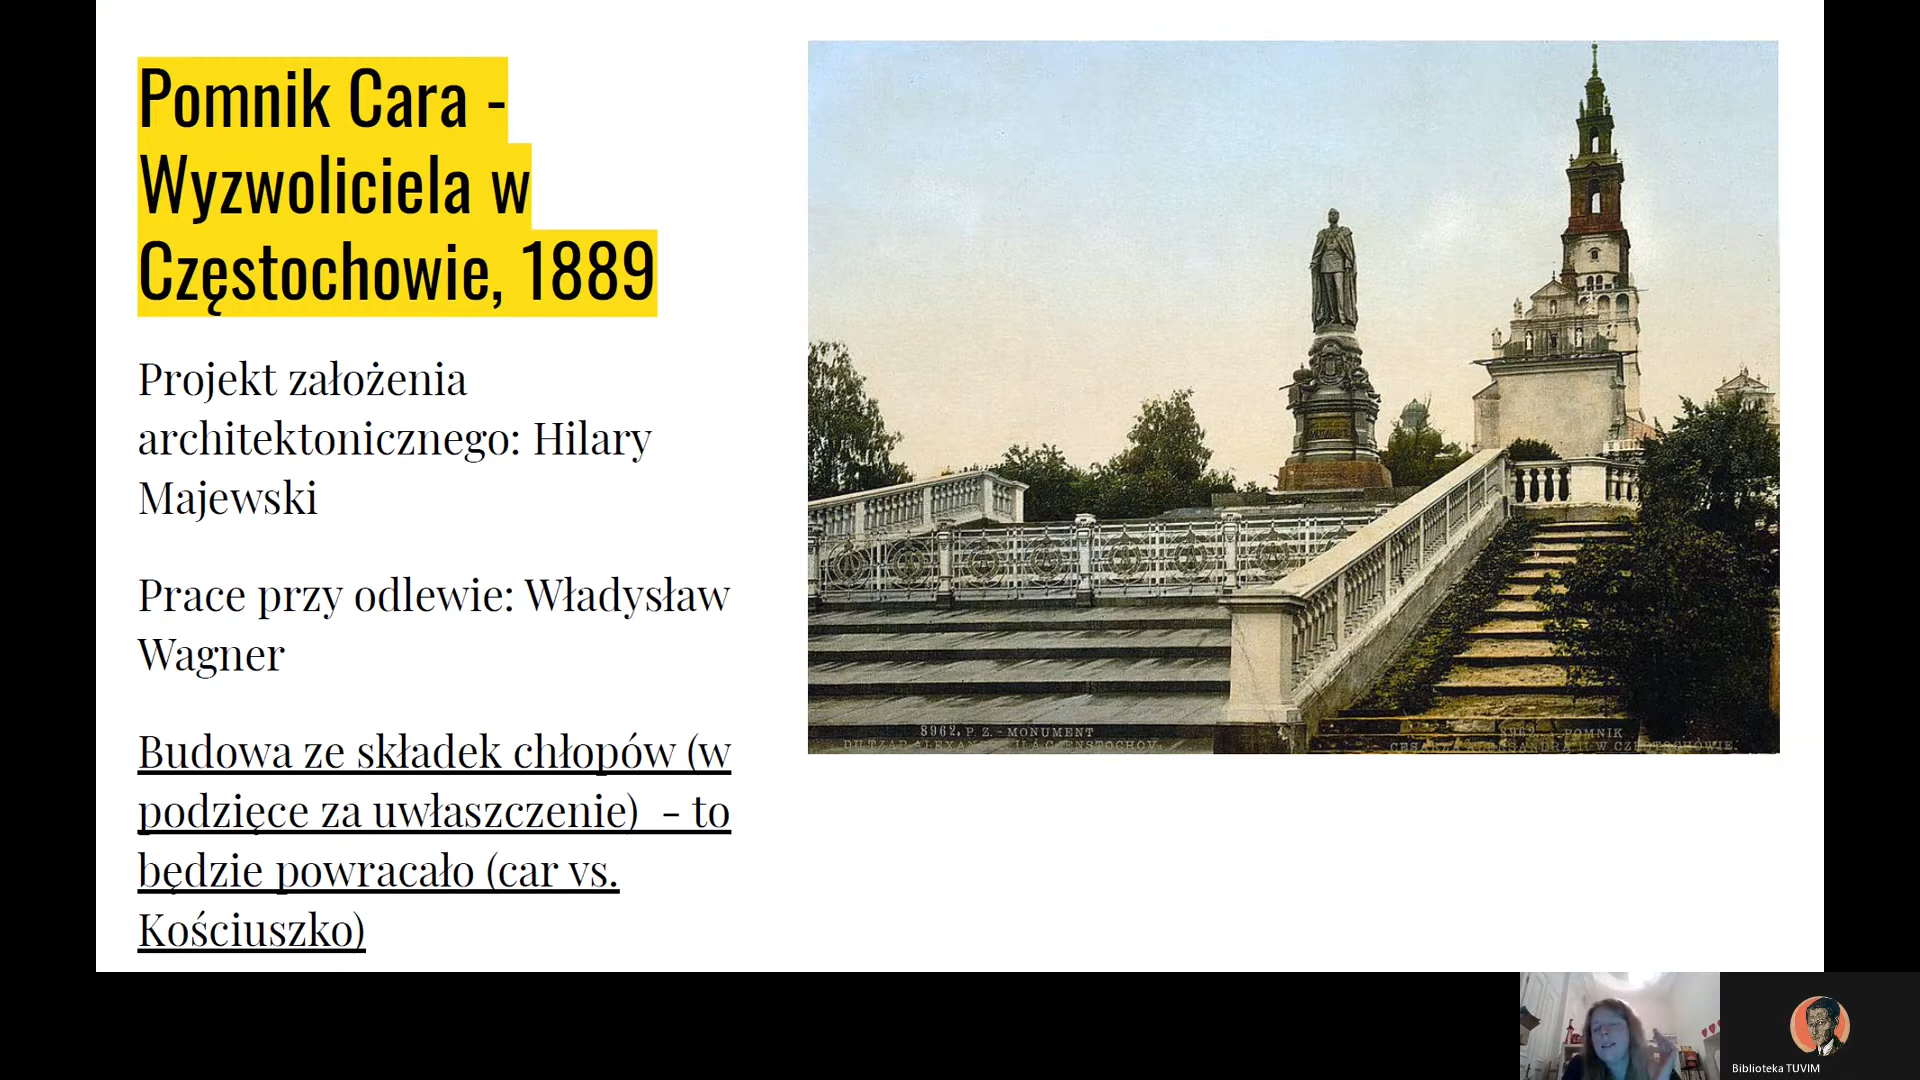 Pomnik Cara -
Wyzwoliciela w
Częstochowie, 1889
Projekt założenia
architektonicznego: Hilary
Majewski
Prace przy odlewie: Władysław
Wagner
Budowa ze składek chłopów (w
podzięce za uwłaszczenie)  - to
będzie powracało (car vs.
Kościuszko)
8962. P. Z. - MONUMENT
POMNIK
W CZĘSTOCHOWIE.
Biblioteka TUVIM